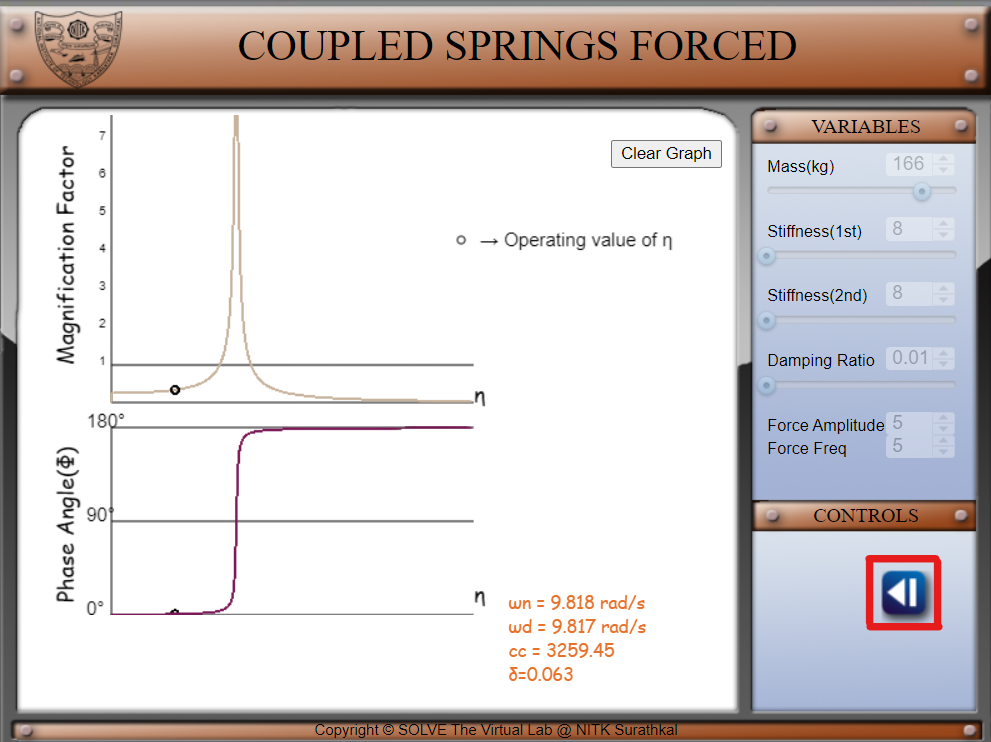 COUPLED SPRINGS FORCED
Magnification Factor
7
6
5
4
3
2
1
η
Clear Graph
→ Operating value of η
Phase Angle(Φ)
180°
90°
0°
η
ωn = 9.818 rad/s
ωd = 9.817 rad/s
cc = 3259.45
δ=0.063
VARIABLES
Mass(kg) 166
Stiffness(1st) 8
Stiffness(2nd) 8
Damping Ratio 0.01
Force Amplitude 5
Force Freq 5
CONTROLS
Copyright © SOLVE The Virtual Lab @ NITK Surathkal